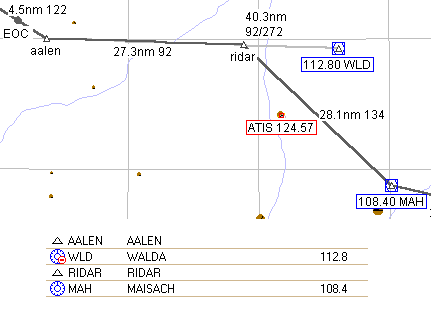 4.5nm 122
40.3nm
92/272
EOC
aalen
27.3nm 92
ridar
112.80 WLD
28.1nm 134
ATIS 124.57
108.40 MAH
AALEN AALEN
WLD WALDA 112.8
RIDAR RIDAR
MAH MAISACH 108.4